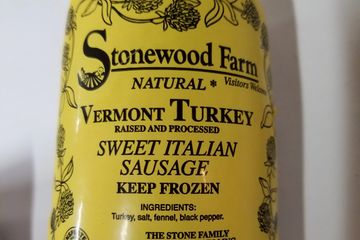 Stonewood Farm
NATURAL * Visitors Welcome
VERMONT TURKEY
RAISED AND PROCESSED
SWEET ITALIAN
SAUSAGE
KEEP FROZEN
INGREDIENTS:
Turkey, salt, fennel, black pepper.
THE STONE FAMILY